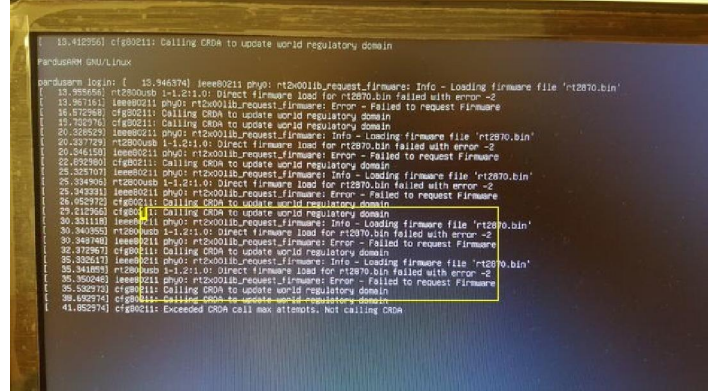 [   13.412956] cfg80211: Calling CRDA to update world regulatory domain
PardusARM GNU/Linux
pardusarm login: [   13.946374] ieee80211 phy0: rt2x00lib_request_firmware: Info - Loading firmware file 'rt2870.bin'
[   13.955656] rt2800usb 1-1.2:1.0: Direct firmware load for rt2870.bin failed with error -2
[   13.967161] ieee80211 phy0: rt2x00lib_request_firmware: Error - Failed to request Firmware
[   16.572968] cfg80211: Calling CRDA to update world regulatory domain
[   19.702976] cfg80211: Calling CRDA to update world regulatory domain
[   20.328529] ieee80211 phy0: rt2x00lib_request_firmware: Info - Loading firmware file 'rt2870.bin'
[   20.337729] rt2800usb 1-1.2:1.0: Direct firmware load for rt2870.bin failed with error -2
[   20.346158] ieee80211 phy0: rt2x00lib_request_firmware: Error - Failed to request Firmware
[   22.892980] cfg80211: Calling CRDA to update world regulatory domain
[   25.325707] ieee80211 phy0: rt2x00lib_request_firmware: Info - Loading firmware file 'rt2870.bin'
[   25.334906] rt2800usb 1-1.2:1.0: Direct firmware load for rt2870.bin failed with error -2
[   25.343331] ieee80211 phy0: rt2x00lib_request_firmware: Error - Failed to request Firmware
[   26.052972] cfg80211: Calling CRDA to update world regulatory domain
[   29.212966] cfg80211: Calling CRDA to update world regulatory domain
[   30.331118] ieee80211 phy0: rt2x00lib_request_firmware: Info - Loading firmware file 'rt2870.bin'
[   30.340355] rt2800usb 1-1.2:1.0: Direct firmware load for rt2870.bin failed with error -2
[   30.348748] ieee80211 phy0: rt2x00lib_request_firmware: Error - Failed to request Firmware
[   32.372967] cfg80211: Calling CRDA to update world regulatory domain
[   35.332617] ieee80211 phy0: rt2x00lib_request_firmware: Info - Loading firmware file 'rt2870.bin'
[   35.341853] rt2800usb 1-1.2:1.0: Direct firmware load for rt2870.bin failed with error -2
[   35.350248] ieee80211 phy0: rt2x00lib_request_firmware: Error - Failed to request Firmware
[   35.532973] cfg80211: Calling CRDA to update world regulatory domain
[   38.692974] cfg80211: Calling CRDA to update world regulatory domain
[   41.852974] cfg80211: Exceeded CRDA call max attempts. Not calling CRDA